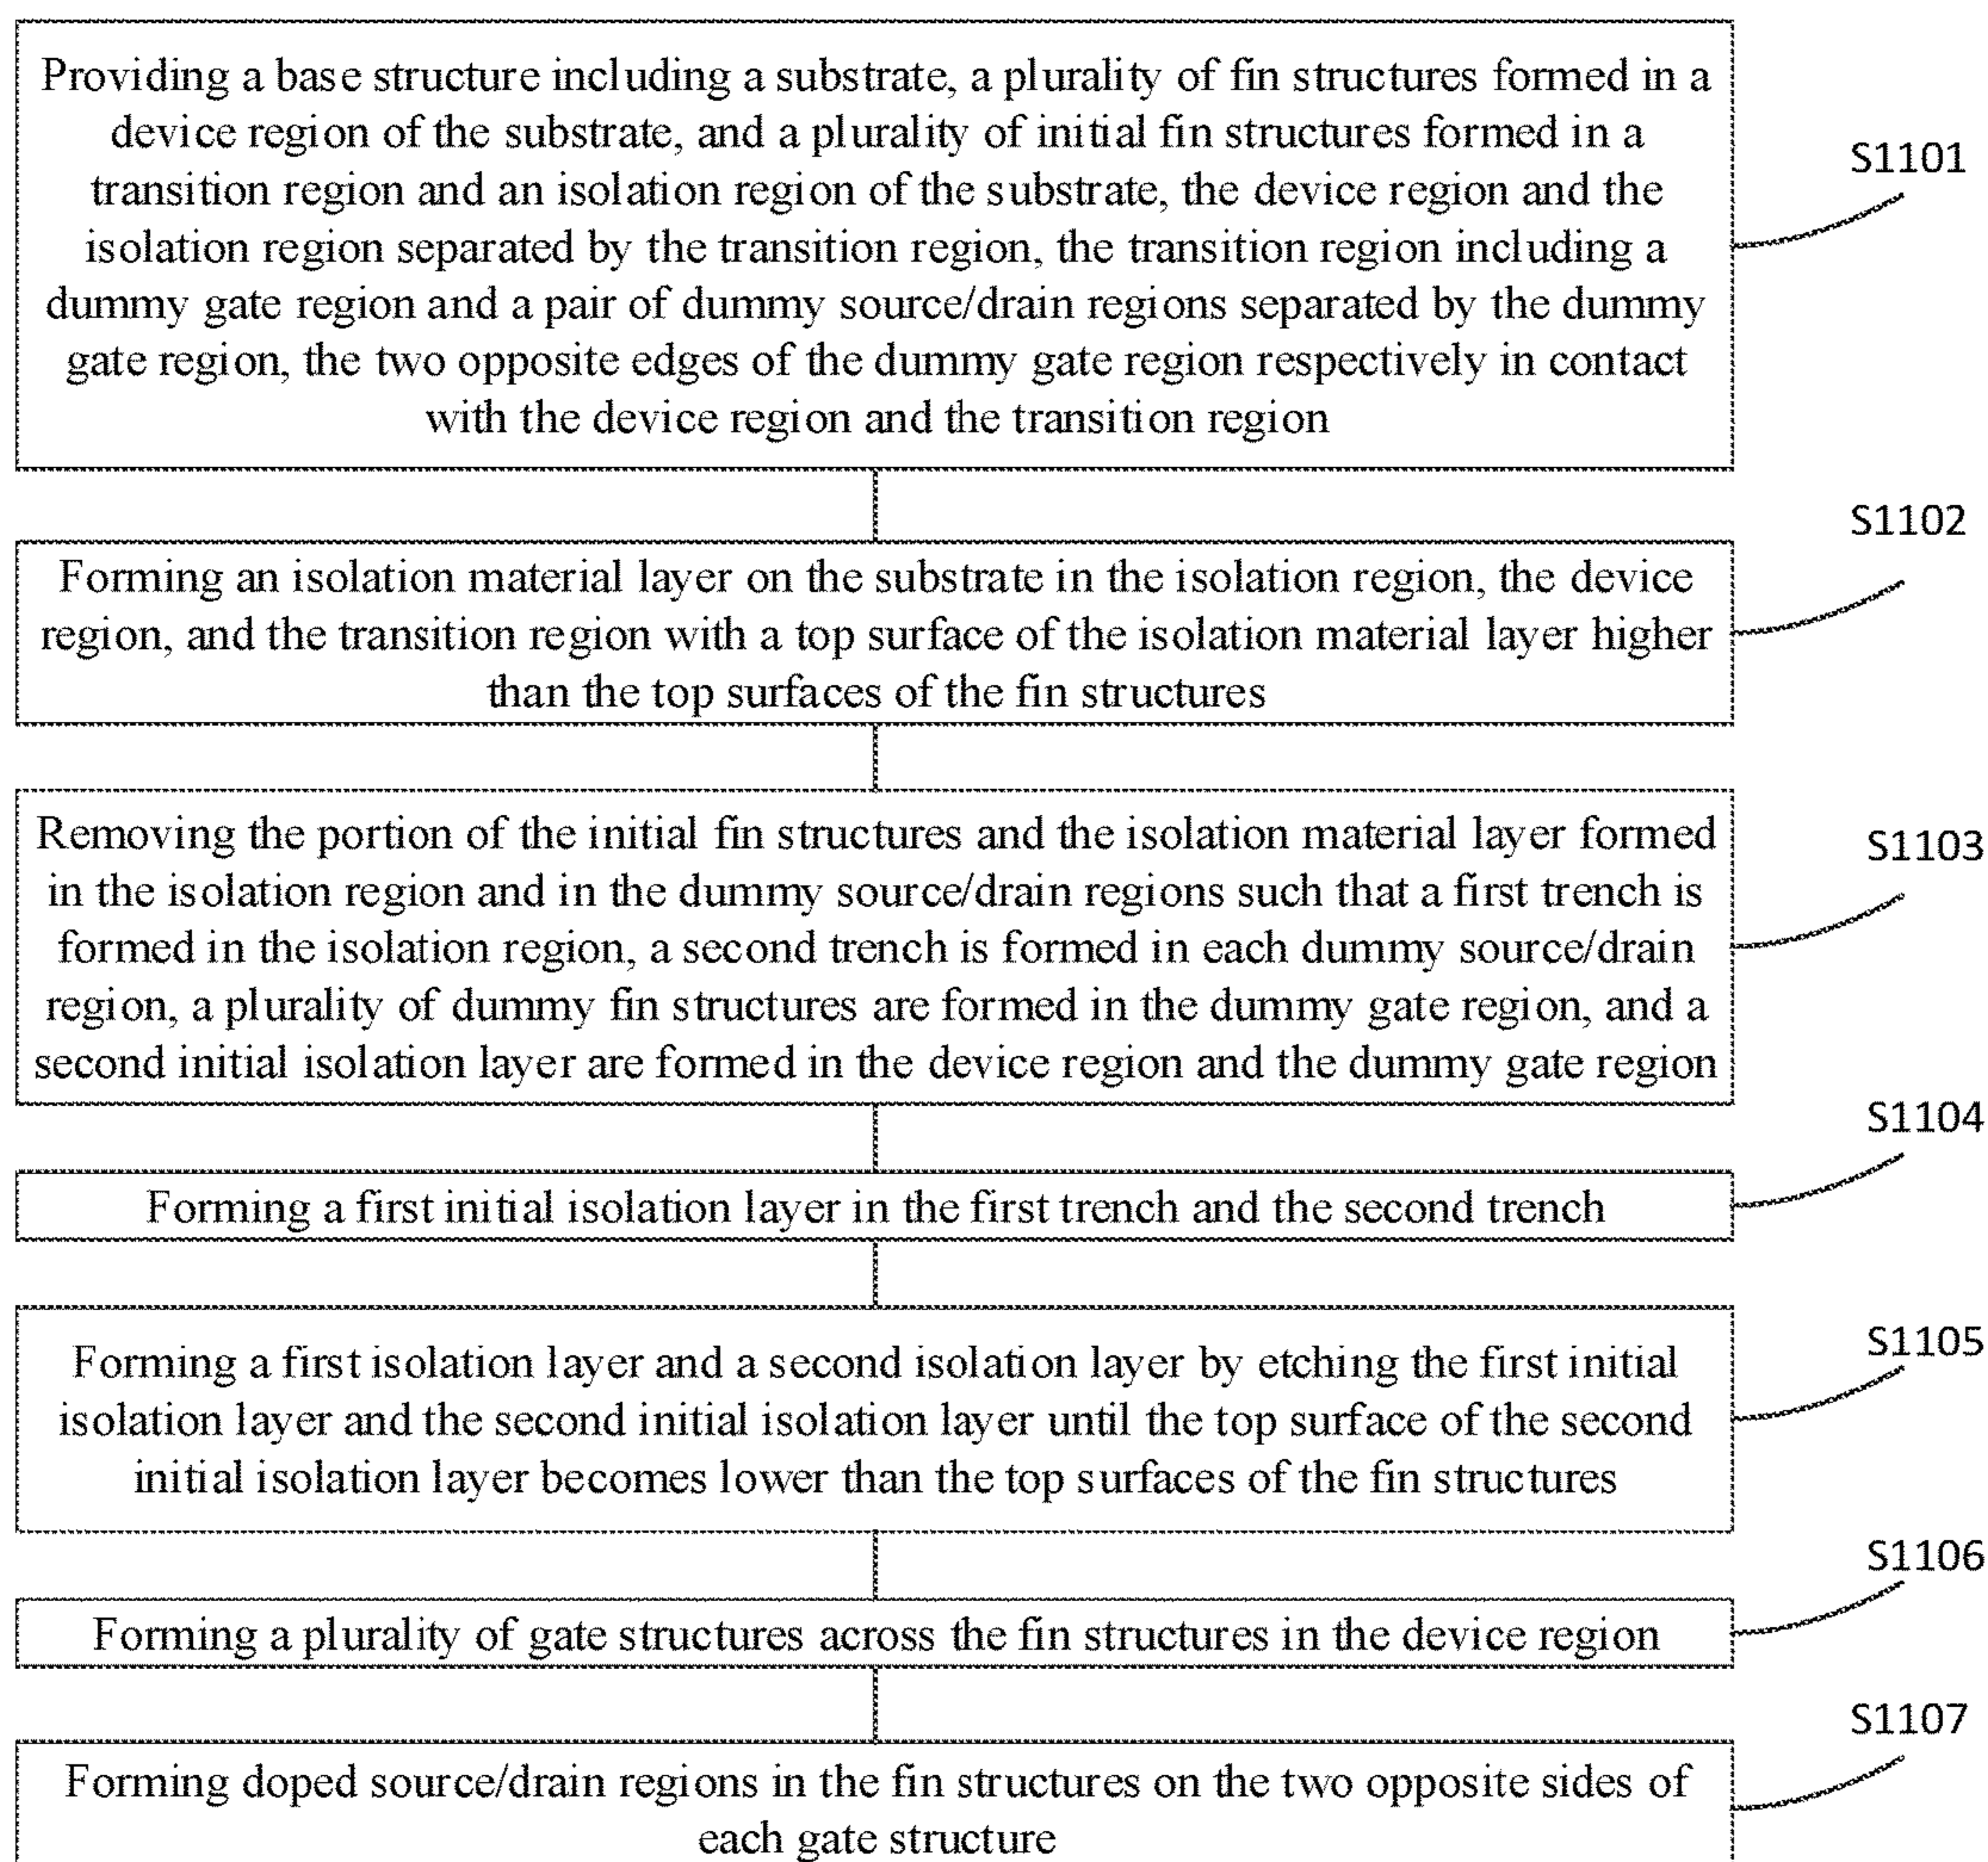 Providing a base structure including a substrate, a plurality of fin structures formed in a
device region of the substrate, and a plurality of initial fin structures formed in a
transition region and an isolation region of the substrate, the device region and the
isolation region separated by the transition region, the transition region including a
dummy gate region and a pair of dummy source/drain regions separated by the dummy
gate region, the two opposite edges of the dummy gate region respectively in contact
with the device region and the transition region
S1101
Forming an isolation material layer on the substrate in the isolation region, the device
region, and the transition region with a top surface of the isolation material layer higher
than the top surfaces of the fin structures
S1102
Removing the portion of the initial fin structures and the isolation material layer formed
in the isolation region and in the dummy source/drain regions such that a first trench is
formed in the isolation region, a second trench is formed in each dummy source/drain
region, a plurality of dummy fin structures are formed in the dummy gate region, and a
second initial isolation layer are formed in the device region and the dummy gate region
S1103
Forming a first initial isolation layer in the first trench and the second trench
S1104
Forming a first isolation layer and a second isolation layer by etching the first initial
isolation layer and the second initial isolation layer until the top surface of the second
initial isolation layer becomes lower than the top surfaces of the fin structures
S1105
Forming a plurality of gate structures across the fin structures in the device region
S1106
Forming doped source/drain regions in the fin structures on the two opposite sides of
each gate structure
S1107